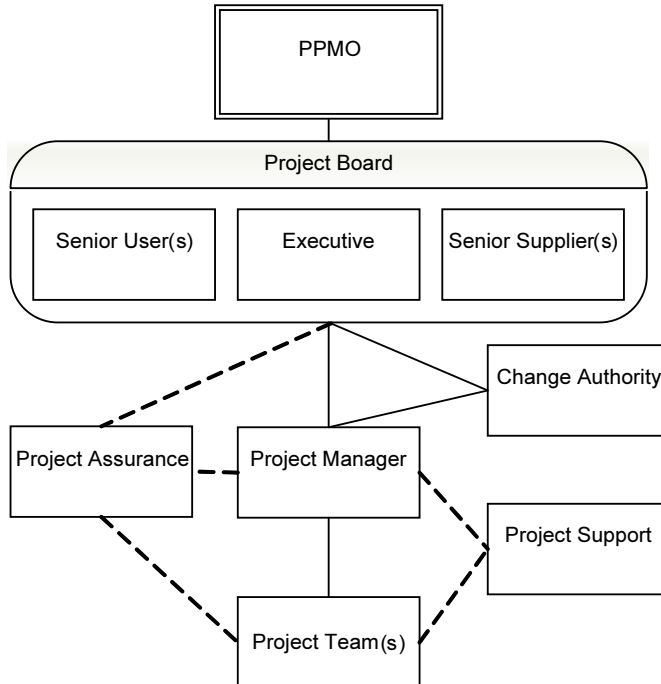 PPMO
Project Board
Senior User(s)
Executive
Senior Supplier(s)
Change Authority
Project Assurance
Project Manager
Project Support
Project Team(s)